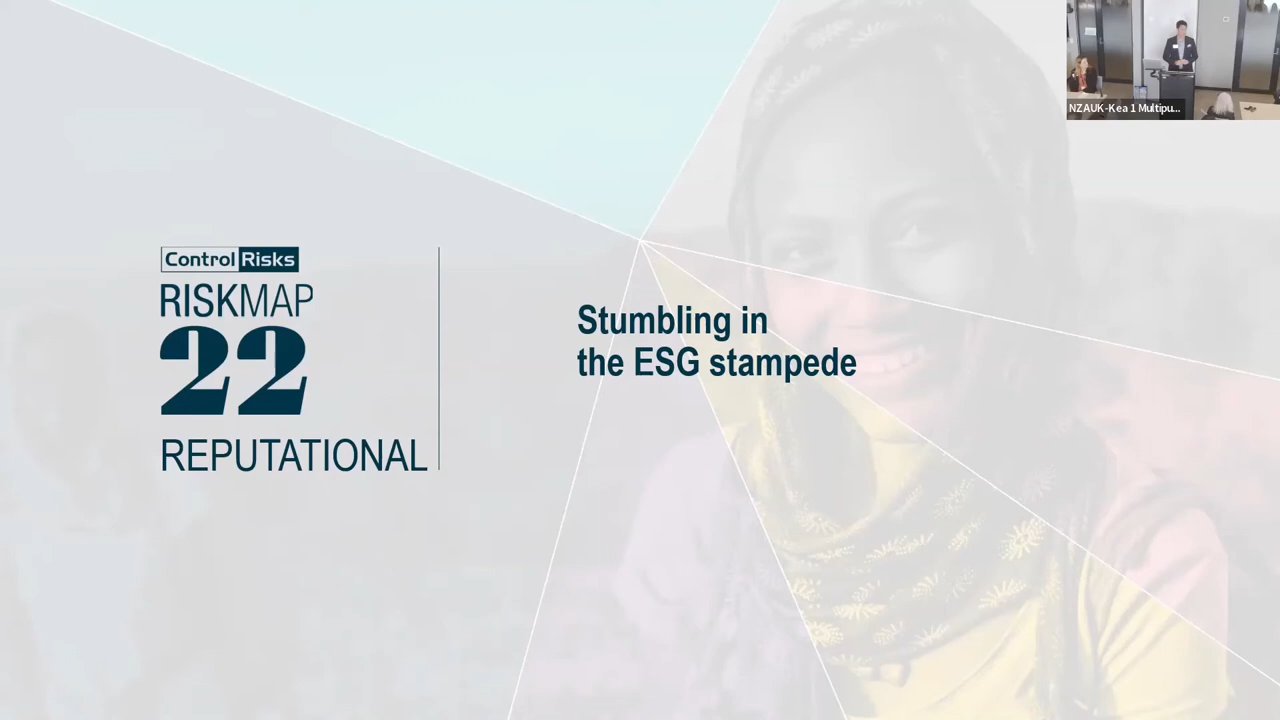 Control Risks
RISKMAP
22
REPUTATIONAL
Stumbling in
the ESG stampede
NZAUK-Kea 1 Multipu...